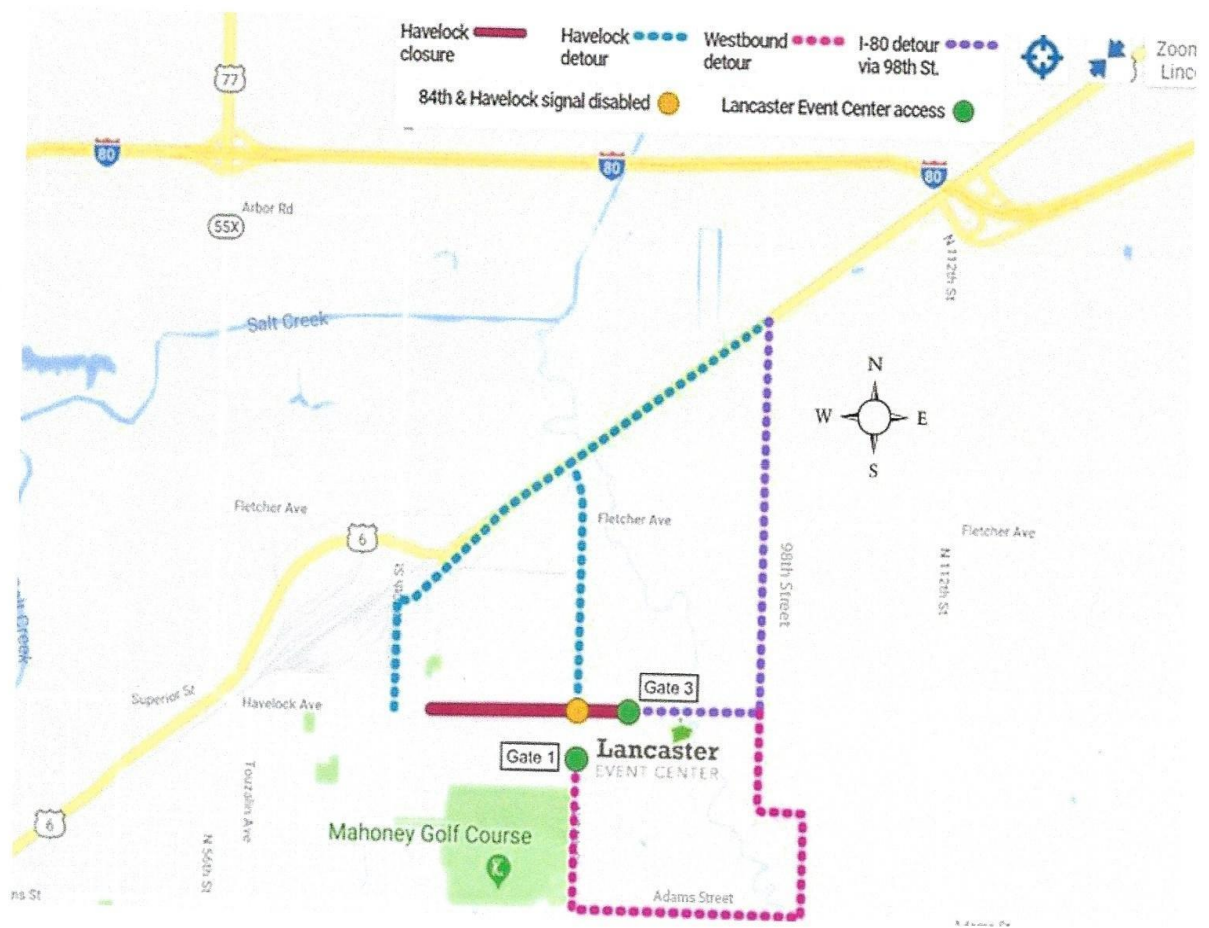 Havelock
closure
Havelock
detour
Westbound
detour
I-80 detour
via 98th St.
Zoom
84th & Havelock signal disabled
Lancaster Event Center access
77
80
80
80
Arbor Rd
55X
N 112th St
Salt Creek
N
W
E
S
Fletcher Ave
6
Fletcher Ave
Fletcher Ave
98th Street
N 112th St
Creek
Superior St
Havelock Ave
Gate 3
Gate 1
Lancaster
EVENT CENTER
Touzalin Ave
6
Mahoney Golf Course
N 56th St
Adams Street
ns St